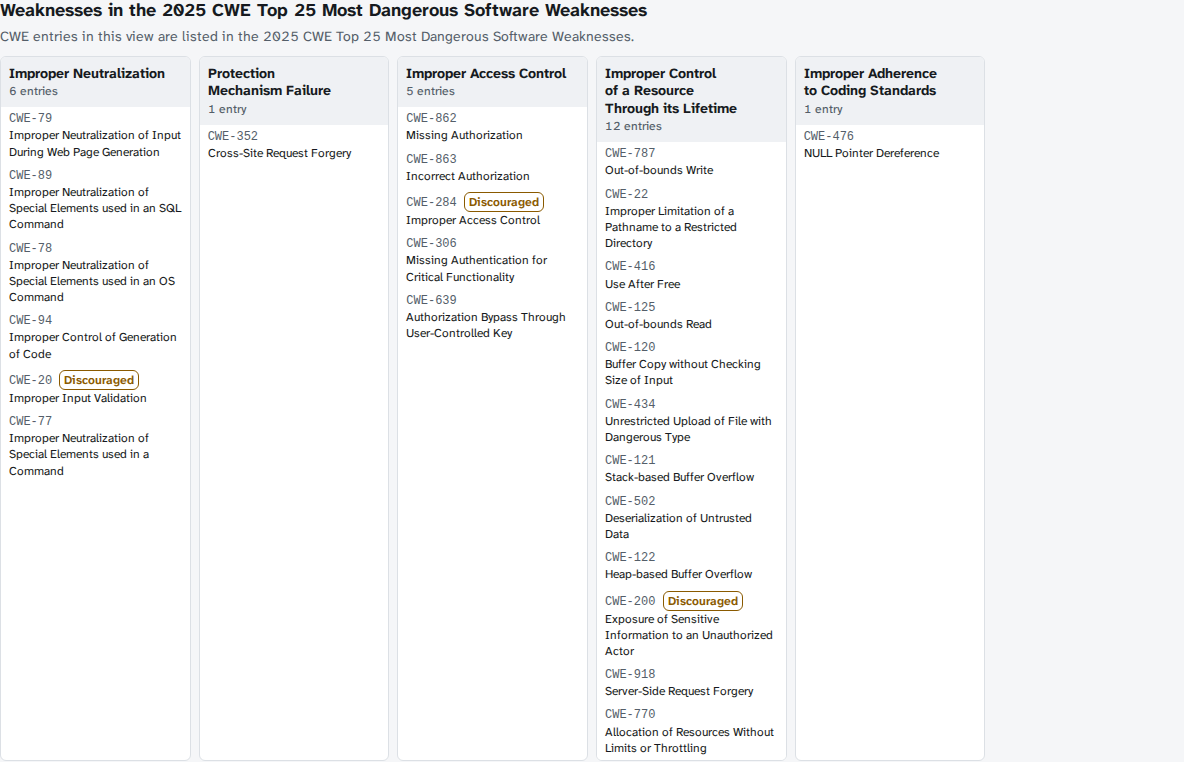 Weaknesses in the 2025 CWE Top 25 Most Dangerous Software Weaknesses
CWE entries in this view are listed in the 2025 CWE Top 25 Most Dangerous Software Weaknesses.
Improper Neutralization
6 entries
CWE-79
Improper Neutralization of Input
During Web Page Generation
CWE-89
Improper Neutralization of
Special Elements used in an SQL
Command
CWE-78
Improper Neutralization of
Special Elements used in an OS
Command
CWE-94
Improper Control of Generation
of Code
CWE-20 Discouraged
Improper Input Validation
CWE-77
Improper Neutralization of
Special Elements used in a
Command
Protection
Mechanism Failure
1 entry
CWE-352
Cross-Site Request Forgery
Improper Access Control
5 entries
CWE-862
Missing Authorization
CWE-863
Incorrect Authorization
CWE-284 Discouraged
Improper Access Control
CWE-306
Missing Authentication for
Critical Functionality
CWE-639
Authorization Bypass Through
User-Controlled Key
Improper Control
of a Resource
Through its Lifetime
12 entries
CWE-787
Out-of-bounds Write
CWE-22
Improper Limitation of a
Pathname to a Restricted
Directory
CWE-416
Use After Free
CWE-125
Out-of-bounds Read
CWE-120
Buffer Copy without Checking
Size of Input
CWE-434
Unrestricted Upload of File with
Dangerous Type
CWE-121
Stack-based Buffer Overflow
CWE-502
Deserialization of Untrusted
Data
CWE-122
Heap-based Buffer Overflow
CWE-200 Discouraged
Exposure of Sensitive
Information to an Unauthorized
Actor
CWE-918
Server-Side Request Forgery
CWE-770
Allocation of Resources Without
Limits or Throttling
Improper Adherence
to Coding Standards
1 entry
CWE-476
NULL Pointer Dereference